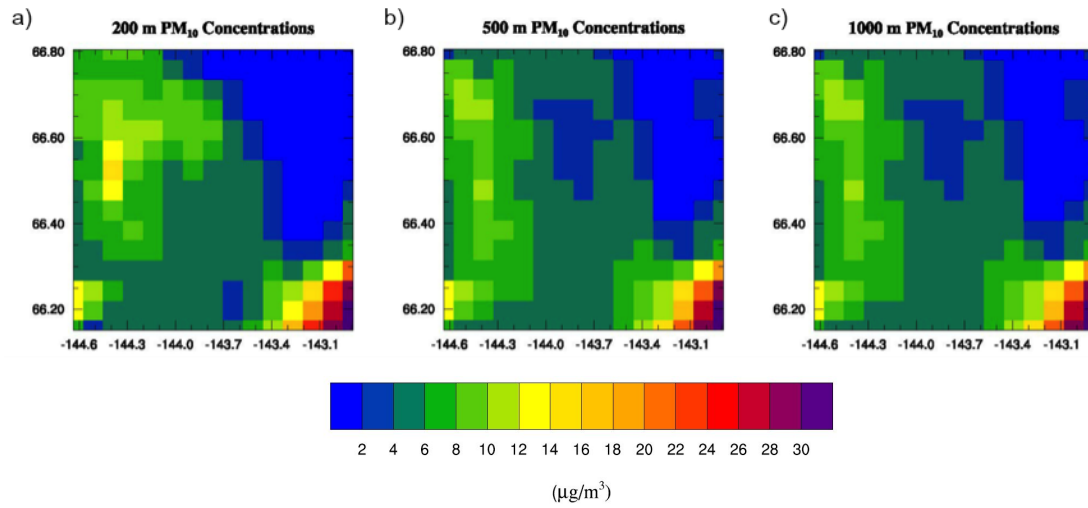 a)
200 m PM₁₀ Concentrations
66.80
66.60
66.40
66.20
-144.6 -144.3 -144.0 -143.7 -143.4 -143.1
b)
500 m PM₁₀ Concentrations
66.80
66.60
66.40
66.20
-144.6 -144.3 -144.0 -143.7 -143.4 -143.1
c)
1000 m PM₁₀ Concentrations
66.80
66.60
66.40
66.20
-144.6 -144.3 -144.0 -143.7 -143.4 -143.1
2 4 6 8 10 12 14 16 18 20 22 24 26 28 30
(µg/m³)